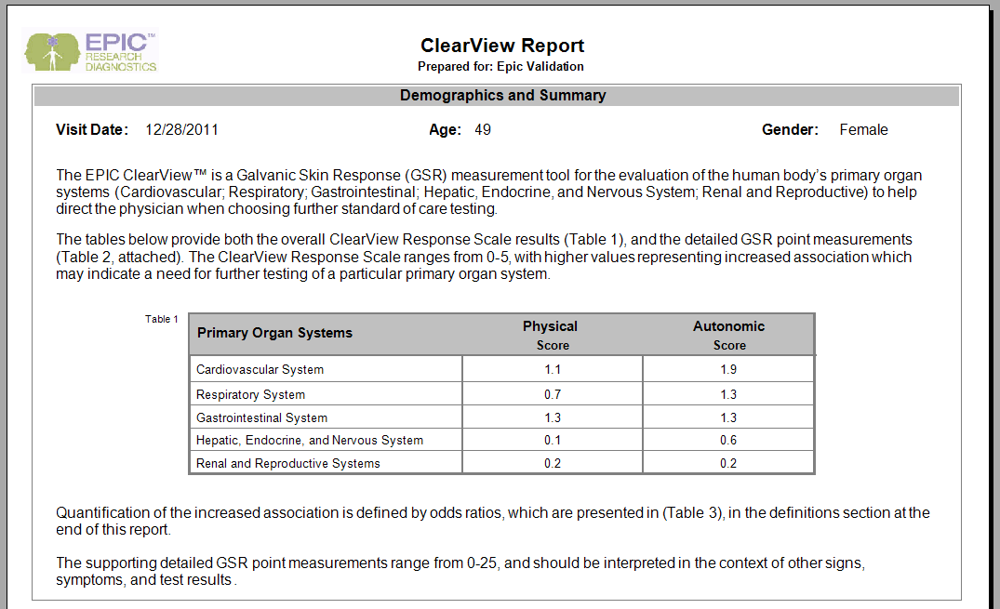 EPIC™
RESEARCH
DIAGNOSTICS
ClearView Report
Prepared for: Epic Validation
Demographics and Summary
Visit Date: 12/28/2011 Age: 49 Gender: Female
The EPIC ClearView™ is a Galvanic Skin Response (GSR) measurement tool for the evaluation of the human body's primary organ
systems (Cardiovascular; Respiratory; Gastrointestinal; Hepatic, Endocrine, and Nervous System; Renal and Reproductive) to help
direct the physician when choosing further standard of care testing.
The tables below provide both the overall ClearView Response Scale results (Table 1), and the detailed GSR point measurements
(Table 2, attached). The ClearView Response Scale ranges from 0-5, with higher values representing increased association which
may indicate a need for further testing of a particular primary organ system.
Table 1
Primary Organ Systems Physical Score Autonomic Score
Cardiovascular System 1.1 1.9
Respiratory System 0.7 1.3
Gastrointestinal System 1.3 1.3
Hepatic, Endocrine, and Nervous System 0.1 0.6
Renal and Reproductive Systems 0.2 0.2
Quantification of the increased association is defined by odds ratios, which are presented in (Table 3), in the definitions section at the
end of this report.
The supporting detailed GSR point measurements range from 0-25, and should be interpreted in the context of other signs,
symptoms, and test results.